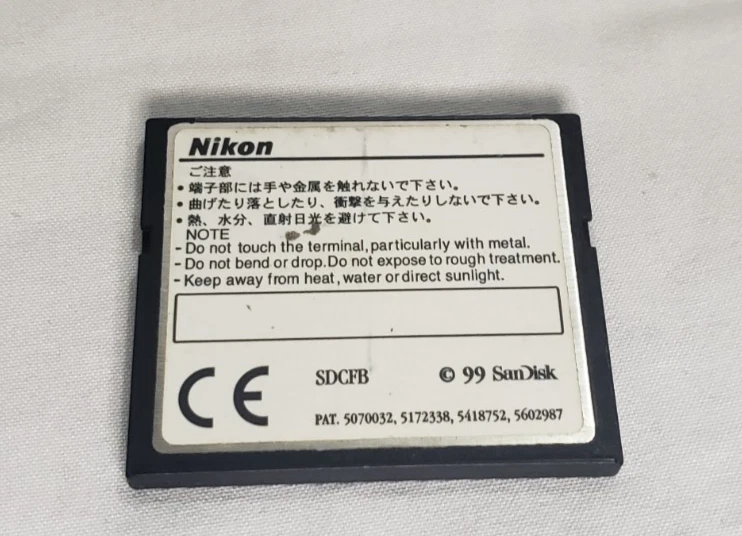 Nikon
ご注意
• 端子部には手や金属を触れないで下さい。
• 曲げたり落としたり、衝撃を与えたりしないで下さい。
• 熱、水分、直射日光を避けて下さい。
NOTE
- Do not touch the terminal,particularly with metal.
- Do not bend or drop.Do not expose to rough treatment.
- Keep away from heat,water or direct sunlight.
CE SDCFB © 99 SanDisk
PAT. 5070032, 5172338, 5418752, 5602987